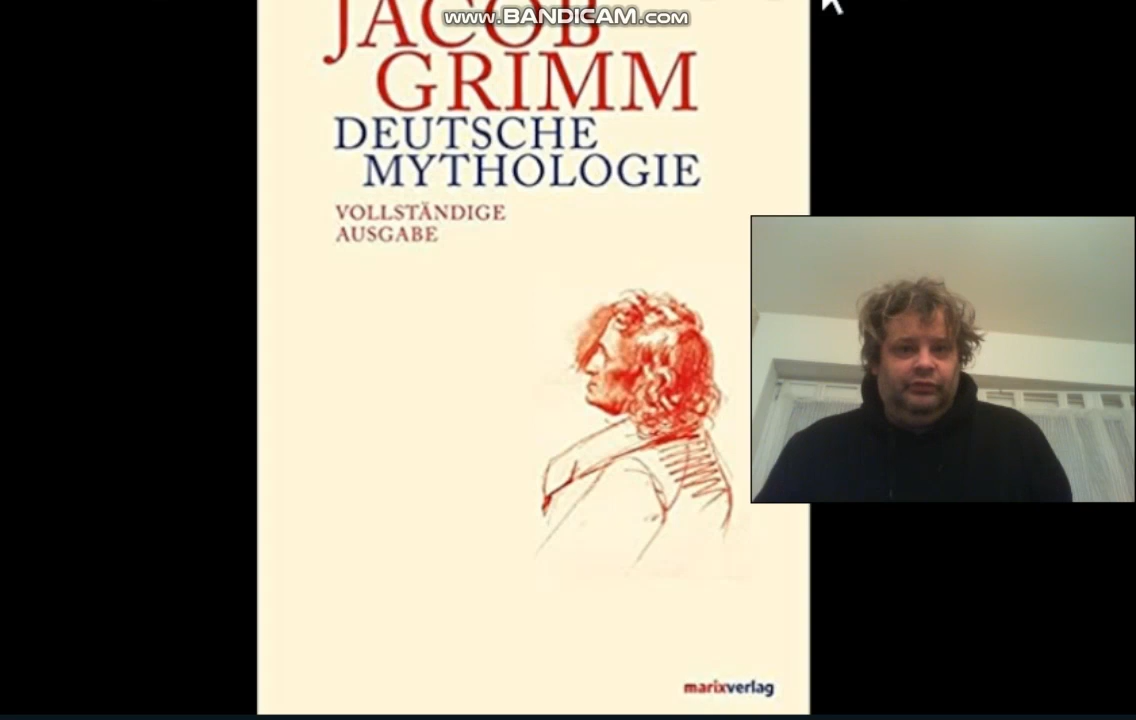 www.BANDICAM.com
JACOB
GRIMM
DEUTSCHE
MYTHOLOGIE
VOLLSTÄNDIGE
AUSGABE
marixverlag